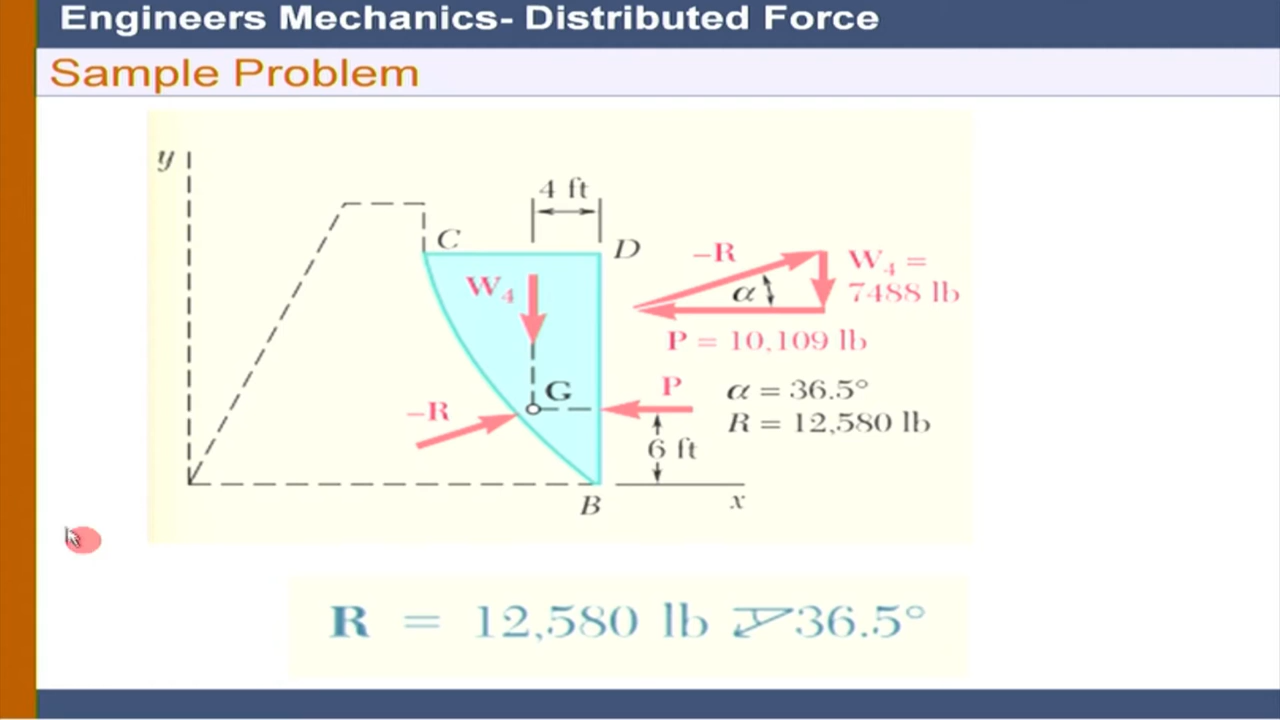 Engineers Mechanics- Distributed Force
Sample Problem
y
4 ft
C
D
–R
W4 =
7488 lb
α
W4
P = 10,109 lb
G
P
α = 36.5°
–R
R = 12,580 lb
6 ft
B
x
R = 12,580 lb 36.5°